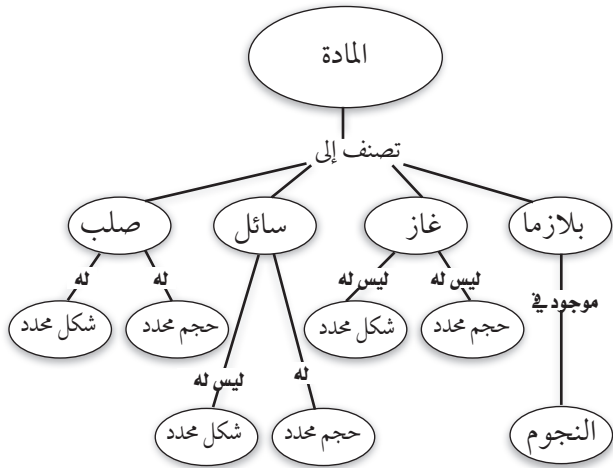 المادة
تصنف إلى
بلازما
غاز
سائل
صلب
موجود في
ليس له
ليس له
له
له
حجم محدد
شكل محدد
حجم محدد
شكل محدد
له
ليس له
النجوم
حجم محدد
شكل محدد